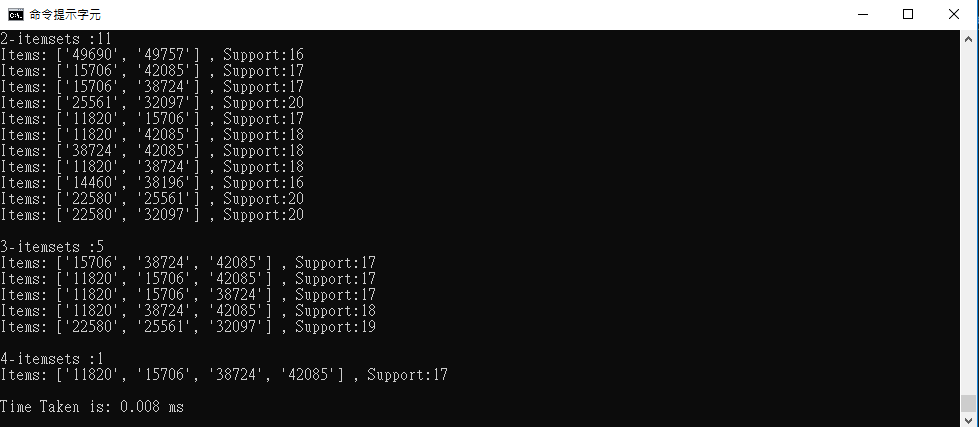 命令提示字元
2-itemsets :11
Items: ['49690', '49757'] , Support:16
Items: ['15706', '42085'] , Support:17
Items: ['15706', '38724'] , Support:17
Items: ['25561', '32097'] , Support:20
Items: ['11820', '15706'] , Support:17
Items: ['11820', '42085'] , Support:18
Items: ['38724', '42085'] , Support:18
Items: ['11820', '38724'] , Support:18
Items: ['14460', '38196'] , Support:16
Items: ['22580', '25561'] , Support:20
Items: ['22580', '32097'] , Support:20
3-itemsets :5
Items: ['15706', '38724', '42085'] , Support:17
Items: ['11820', '15706', '42085'] , Support:17
Items: ['11820', '15706', '38724'] , Support:17
Items: ['11820', '38724', '42085'] , Support:18
Items: ['22580', '25561', '32097'] , Support:19
4-itemsets :1
Items: ['11820', '15706', '38724', '42085'] , Support:17
Time Taken is: 0.008 ms